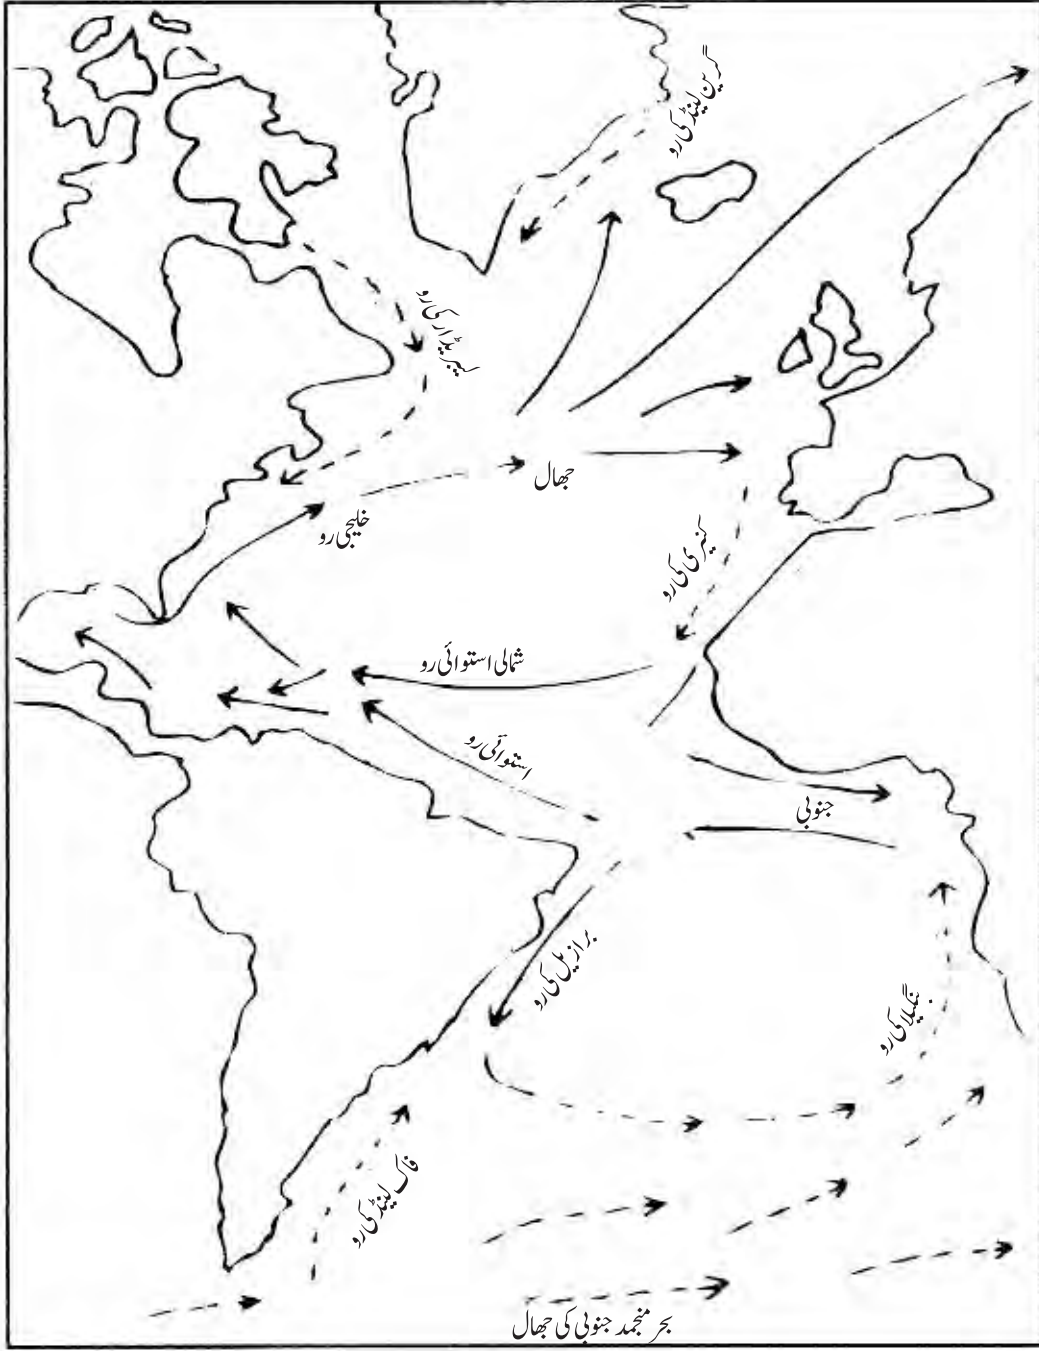 گرین لینڈ کی رو
لیبریڈار کی رو
جھال
خلیجی رو
کنیری کی رو
شمالی استوائی رو
استوائی رو
جنوبی
برازیل کی رو
بنگیلا کی رو
فاک لینڈ کی رو
بحر منجمد جنوبی کی جھال